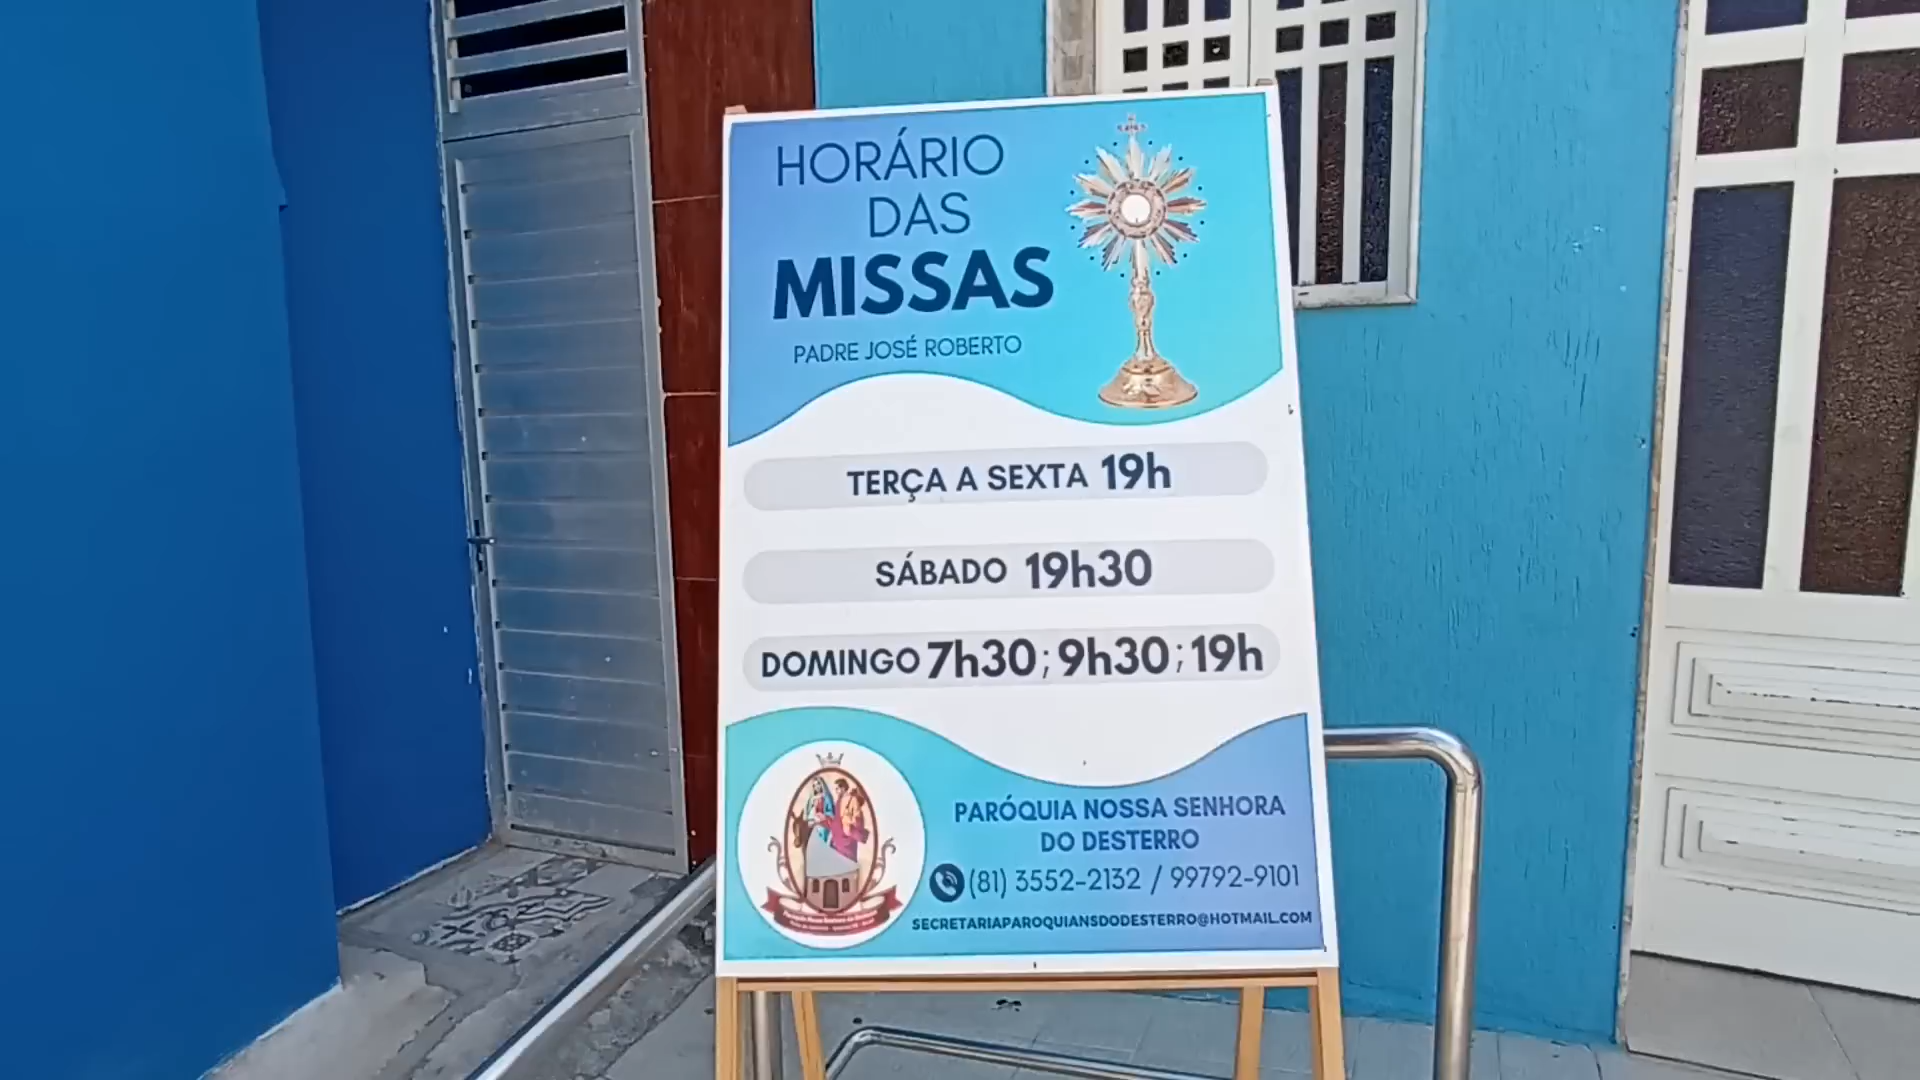 HORÁRIO
DAS
MISSAS
PADRE JOSÉ ROBERTO
TERÇA A SEXTA 19h
SÁBADO 19h30
DOMINGO 7h30 ; 9h30 ; 19h
PARÓQUIA NOSSA SENHORA
DO DESTERRO
(81) 3552-2132 / 99792-9101
SECRETARIAPAROQUIANSDODESTERRO@HOTMAIL.COM